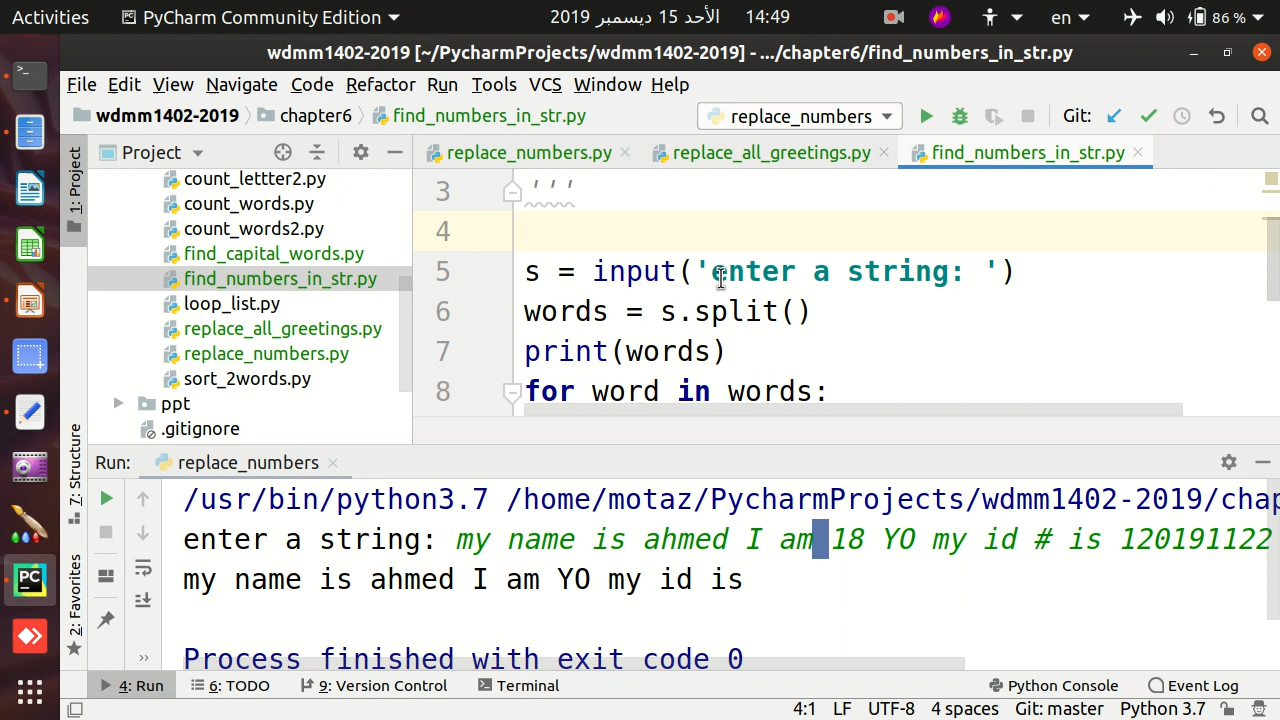 Activities PyCharm Community Edition الأحد 15 ديسمبر 2019 14:49 en 86 %
wdmm1402-2019 [~/PycharmProjects/wdmm1402-2019] - .../chapter6/find_numbers_in_str.py
File Edit View Navigate Code Refactor Run Tools VCS Window Help
wdmm1402-2019 chapter6 find_numbers_in_str.py replace_numbers Git:
1: Project
Project
replace_numbers.py replace_all_greetings.py find_numbers_in_str.py
count_lettter2.py
count_words.py
count_words2.py
find_capital_words.py
find_numbers_in_str.py
loop_list.py
replace_all_greetings.py
replace_numbers.py
sort_2words.py
ppt
.gitignore
3 '''
4
5 s = input('enter a string: ')
6 words = s.split()
7 print(words)
8 for word in words:
7: Structure
2: Favorites
Run: replace_numbers
/usr/bin/python3.7 /home/motaz/PycharmProjects/wdmm1402-2019/chap
enter a string: my name is ahmed I am 18 YO my id # is 120191122
my name is ahmed I am YO my id is
Process finished with exit code 0
4: Run 6: TODO 9: Version Control Terminal Python Console Event Log
4:1 LF UTF-8 4 spaces Git: master Python 3.7